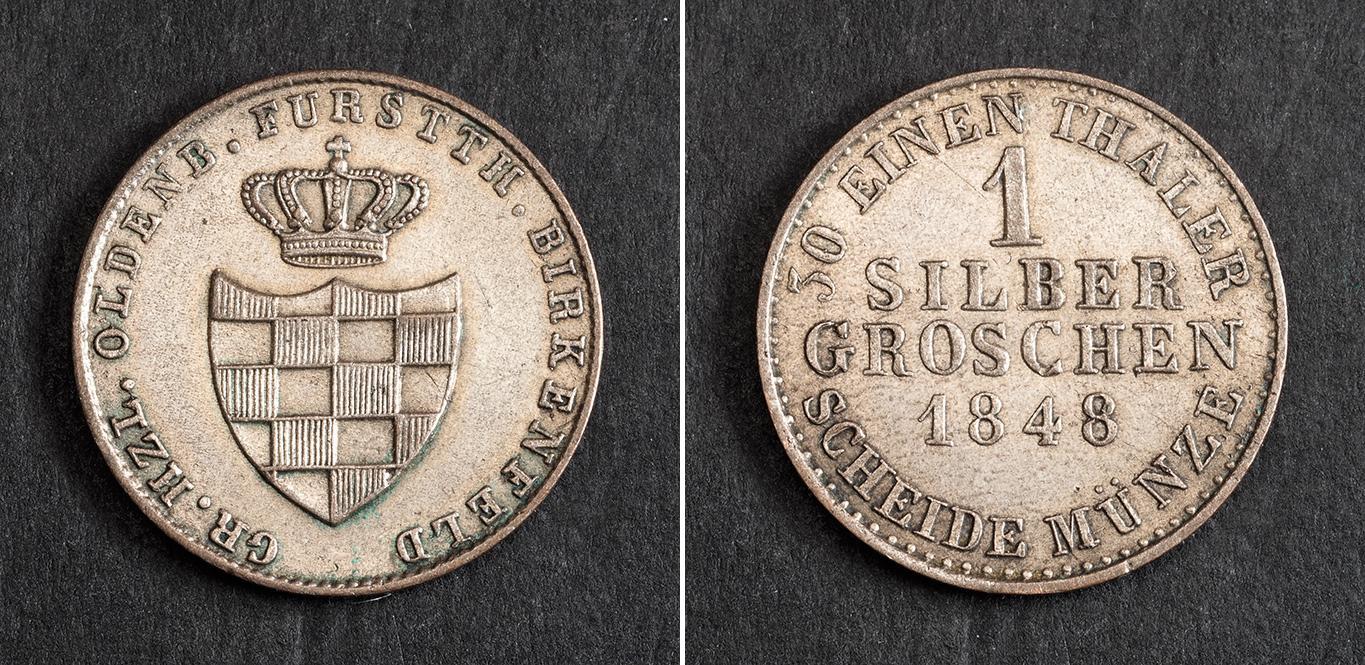 GR. HZL. OLDENB. FURSTTH. BIRKENFELD
30 EINEN THALER
1
SILBER
GROSCHEN
1848
SCHEIDE MÜNZE